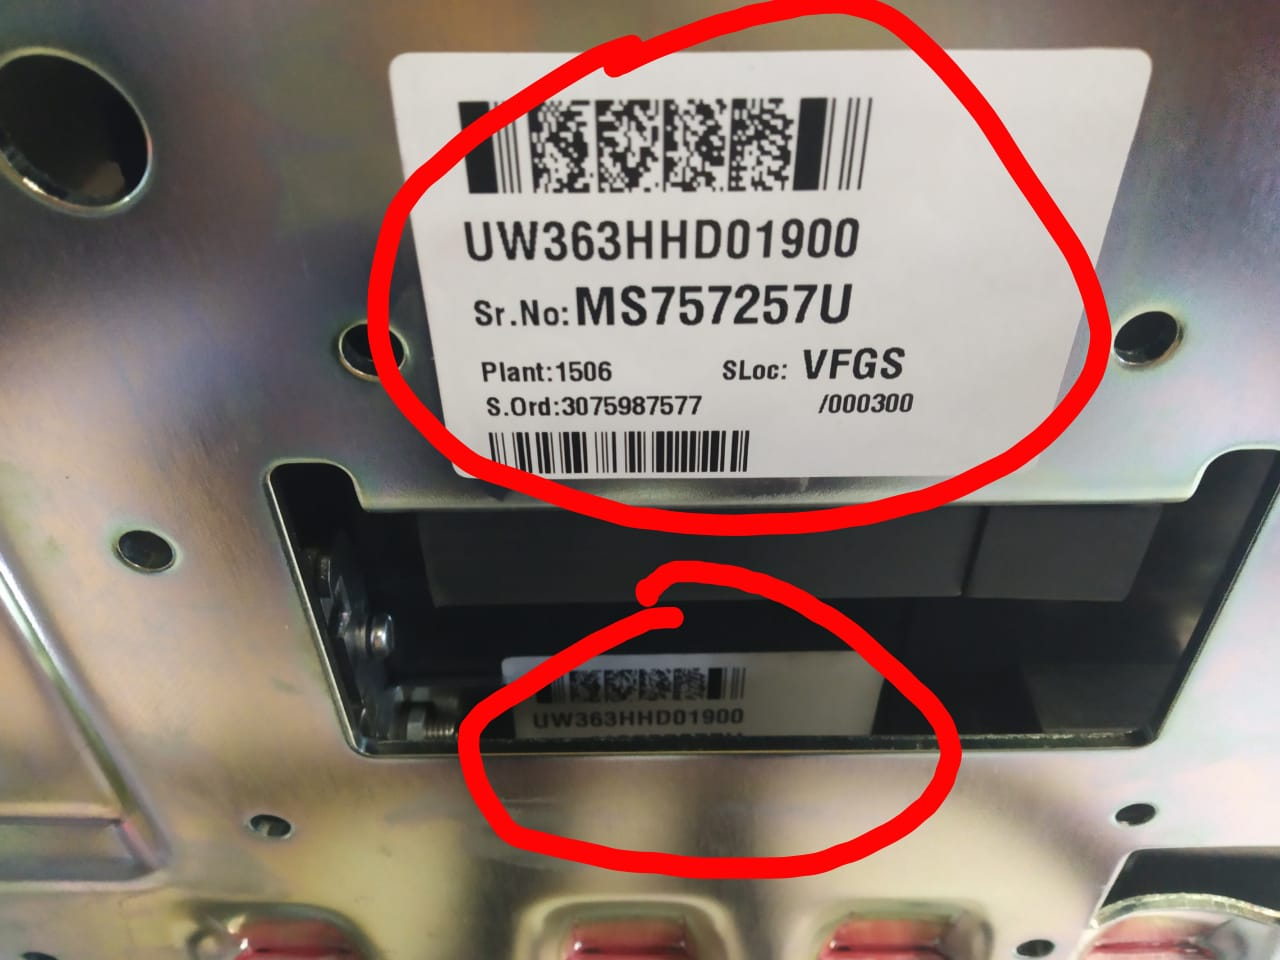 UW363HHD01900
Sr.No:MS757257U
Plant:1506 SLoc: VFGS
S.Ord:3075987577 /000300
UW363HHD01900